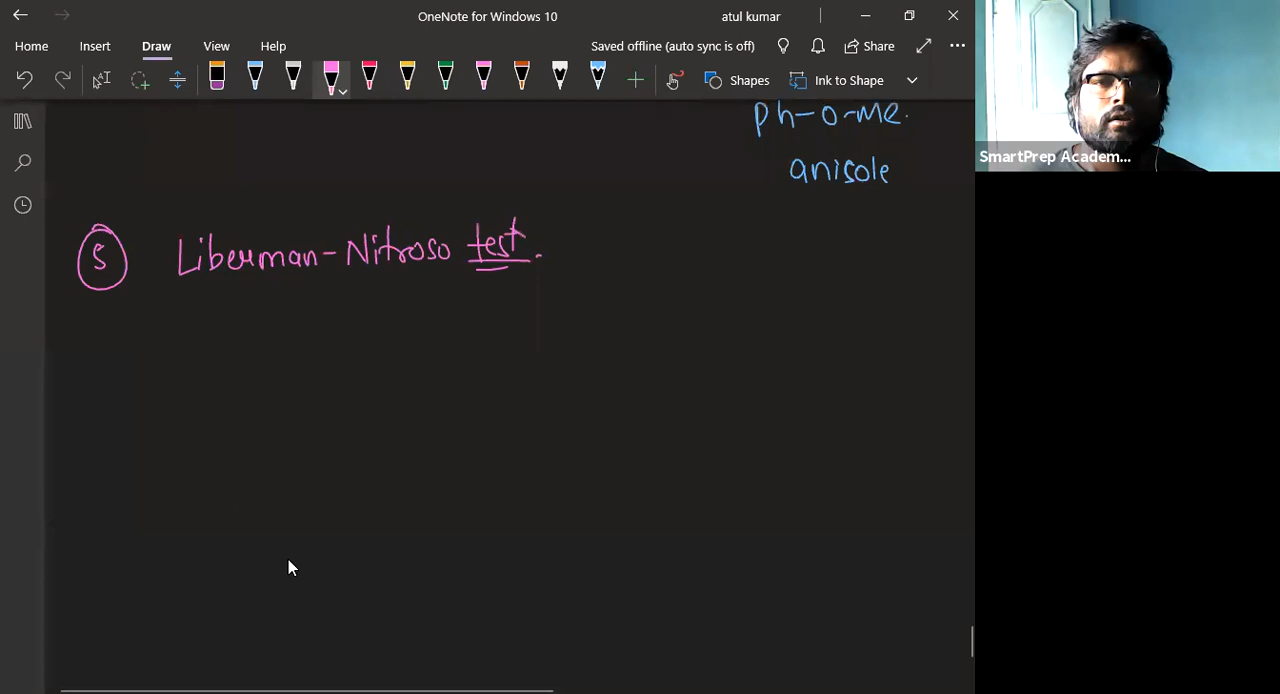 OneNote for Windows 10
atul kumar
Home Insert Draw View Help
Saved offline (auto sync is off)
Share
Shapes
Ink to Shape
SmartPrep Academ...
ph-o-me.
anisole
5 Liberman-Nitroso test.